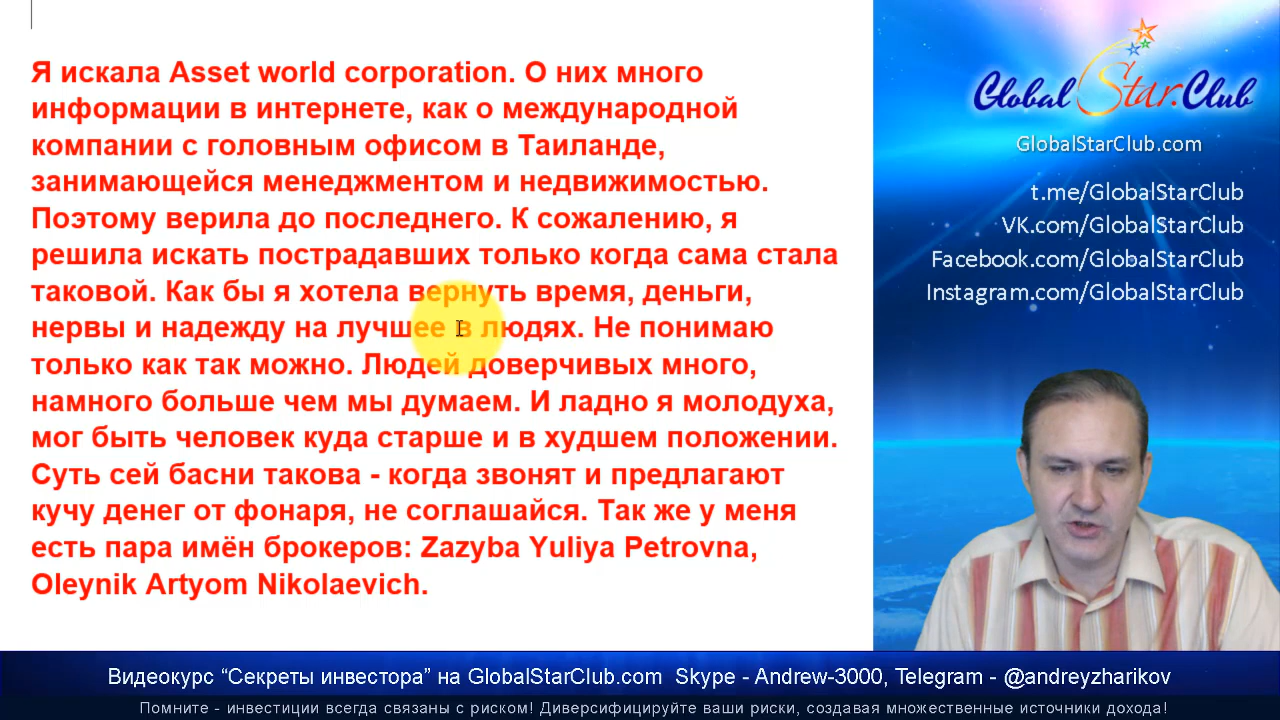 Я искала Asset world corporation. О них много
информации в интернете, как о международной
компании с головным офисом в Таиланде,
занимающейся менеджментом и недвижимостью.
Поэтому верила до последнего. К сожалению, я
решила искать пострадавших только когда сама стала
таковой. Как бы я хотела вернуть время, деньги,
нервы и надежду на лучшее в людях. Не понимаю
только как так можно. Людей доверчивых много,
намного больше чем мы думаем. И ладно я молодуха,
мог быть человек куда старше и в худшем положении.
Суть сей басни такова - когда звонят и предлагают
кучу денег от фонаря, не соглашайся. Так же у меня
есть пара имён брокеров: Zazyba Yuliya Petrovna,
Oleynik Artyom Nikolaevich.
Global Star.Club
GlobalStarClub.com
t.me/GlobalStarClub
VK.com/GlobalStarClub
Facebook.com/GlobalStarClub
Instagram.com/GlobalStarClub
Видеокурс “Секреты инвестора” на GlobalStarClub.com Skype - Andrew-3000, Telegram - @andreyzharikov
Помните - инвестиции всегда связаны с риском! Диверсифицируйте ваши риски, создавая множественные источники дохода!